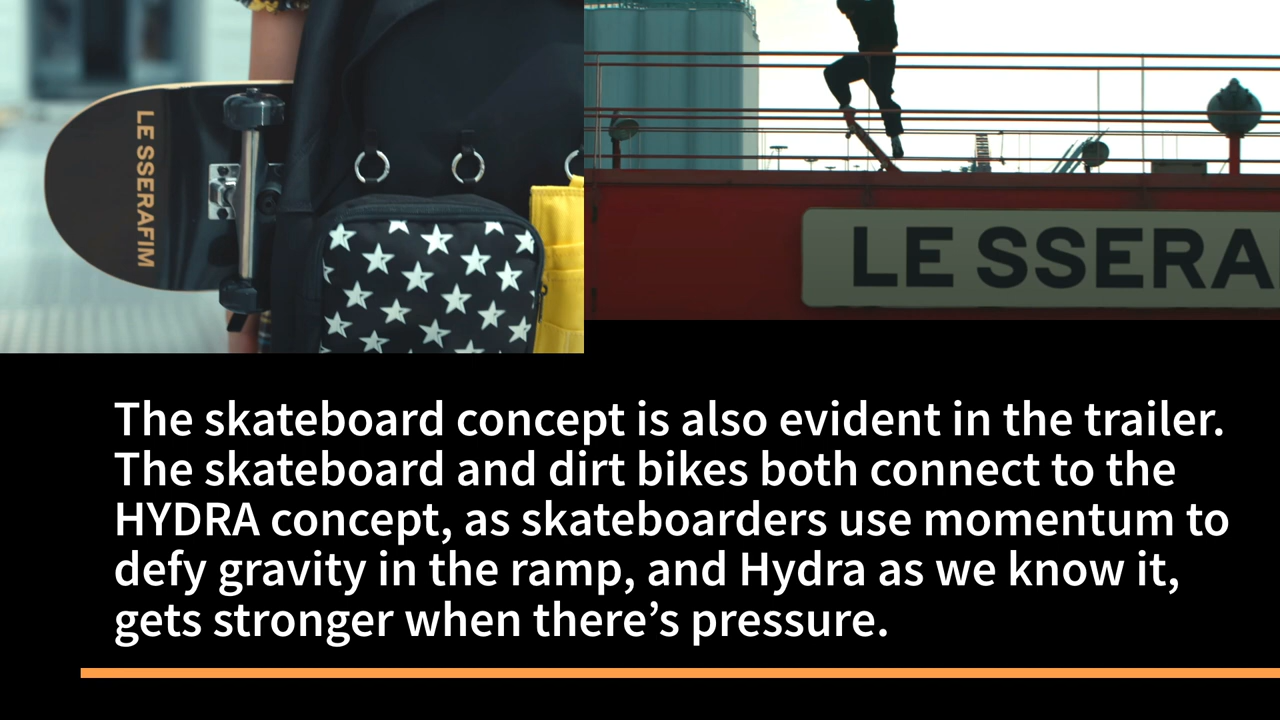 LE SSERAFIM
LE SSERA
The skateboard concept is also evident in the trailer.
The skateboard and dirt bikes both connect to the
HYDRA concept, as skateboarders use momentum to
defy gravity in the ramp, and Hydra as we know it,
gets stronger when there’s pressure.